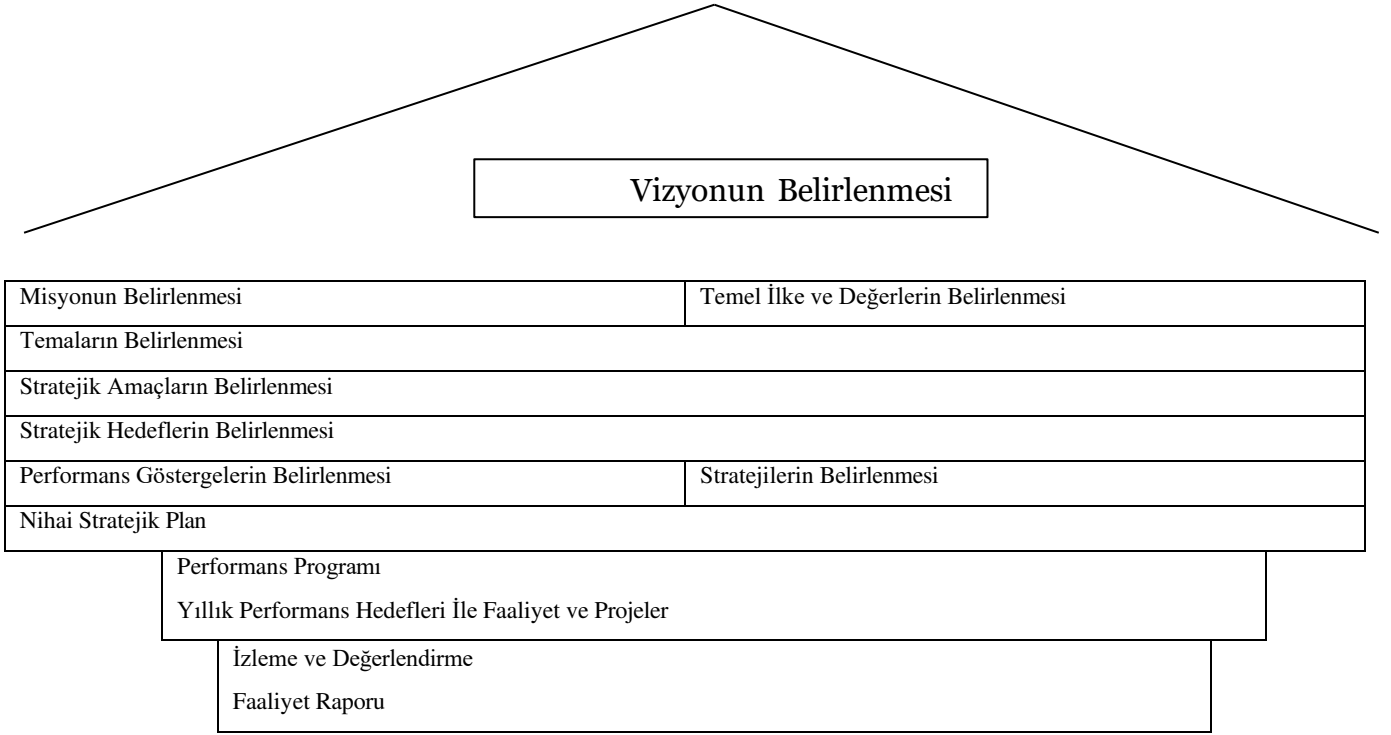 Vizyonun Belirlenmesi
Misyonun Belirlenmesi
Temel İlke ve Değerlerin Belirlenmesi
Temaların Belirlenmesi
Stratejik Amaçların Belirlenmesi
Stratejik Hedeflerin Belirlenmesi
Performans Göstergelerin Belirlenmesi
Stratejilerin Belirlenmesi
Nihai Stratejik Plan
Performans Programı
Yıllık Performans Hedefleri İle Faaliyet ve Projeler
İzleme ve Değerlendirme
Faaliyet Raporu